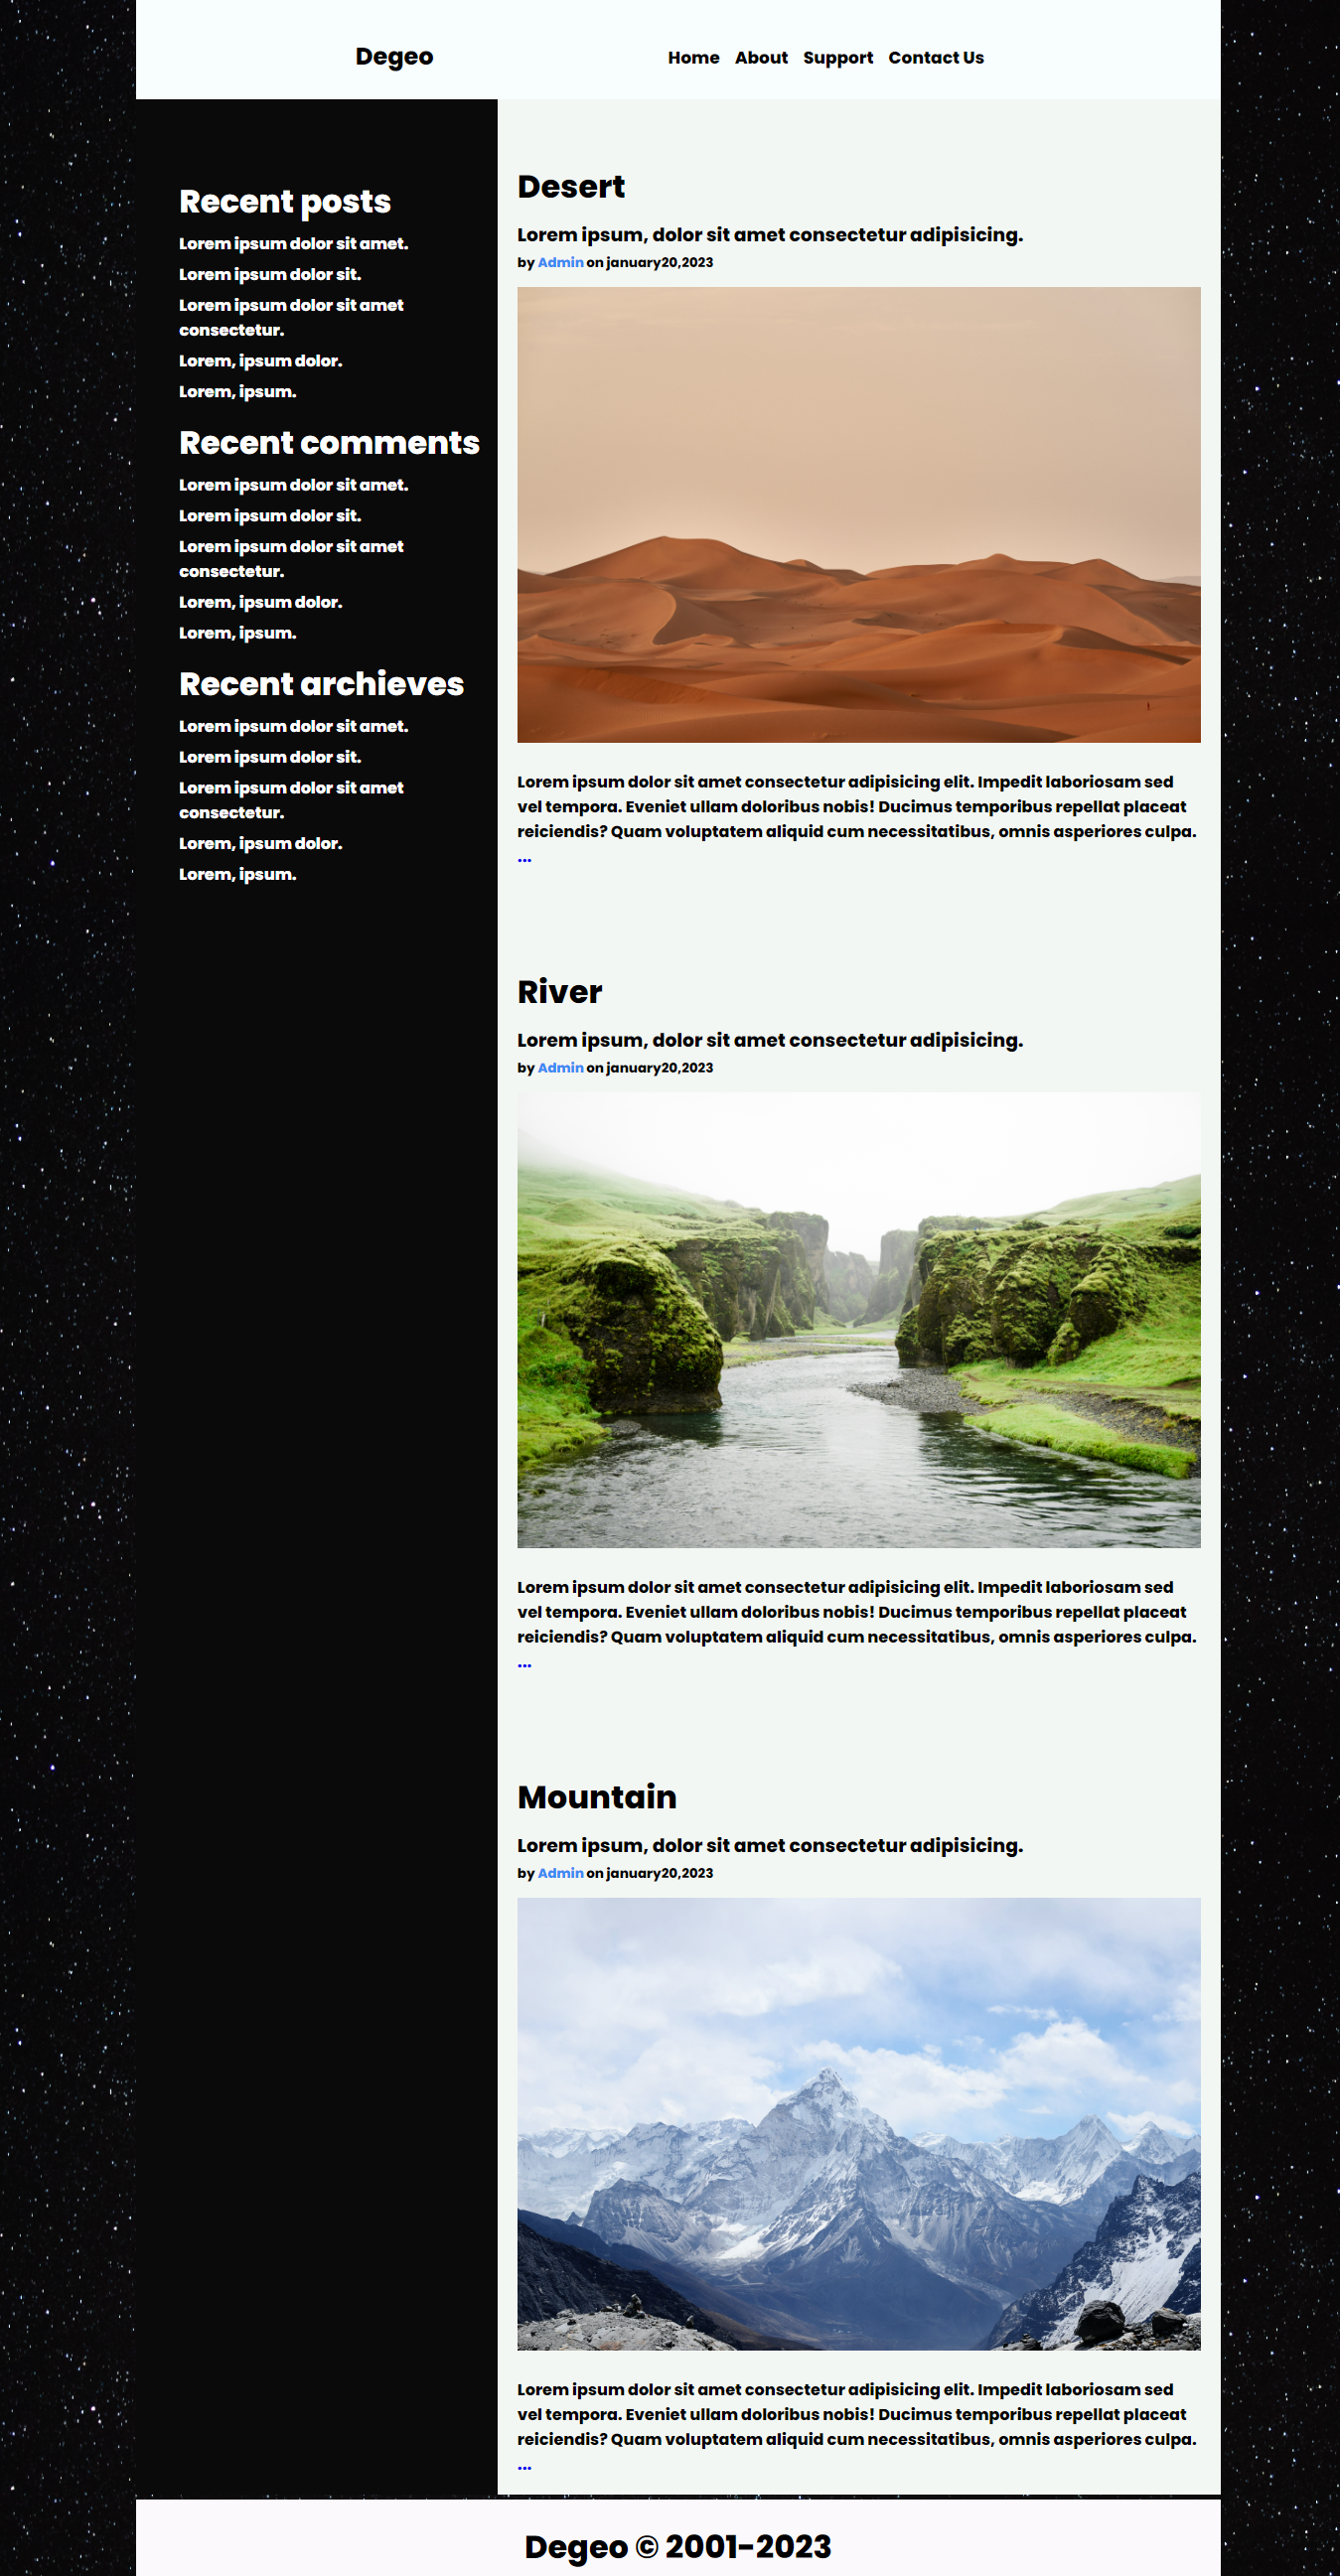 Degeo
Home About Support Contact Us
Recent posts
Lorem ipsum dolor sit amet.
Lorem ipsum dolor sit.
Lorem ipsum dolor sit amet
consectetur.
Lorem, ipsum dolor.
Lorem, ipsum.
Recent comments
Lorem ipsum dolor sit amet.
Lorem ipsum dolor sit.
Lorem ipsum dolor sit amet
consectetur.
Lorem, ipsum dolor.
Lorem, ipsum.
Recent archieves
Lorem ipsum dolor sit amet.
Lorem ipsum dolor sit.
Lorem ipsum dolor sit amet
consectetur.
Lorem, ipsum dolor.
Lorem, ipsum.
Desert
Lorem ipsum, dolor sit amet consectetur adipisicing.
by Admin on january20,2023
Lorem ipsum dolor sit amet consectetur adipisicing elit. Impedit laboriosam sed
vel tempora. Eveniet ullam doloribus nobis! Ducimus temporibus repellat placeat
reiciendis? Quam voluptatem aliquid cum necessitatibus, omnis asperiores culpa.
...
River
Lorem ipsum, dolor sit amet consectetur adipisicing.
by Admin on january20,2023
Lorem ipsum dolor sit amet consectetur adipisicing elit. Impedit laboriosam sed
vel tempora. Eveniet ullam doloribus nobis! Ducimus temporibus repellat placeat
reiciendis? Quam voluptatem aliquid cum necessitatibus, omnis asperiores culpa.
...
Mountain
Lorem ipsum, dolor sit amet consectetur adipisicing.
by Admin on january20,2023
Lorem ipsum dolor sit amet consectetur adipisicing elit. Impedit laboriosam sed
vel tempora. Eveniet ullam doloribus nobis! Ducimus temporibus repellat placeat
reiciendis? Quam voluptatem aliquid cum necessitatibus, omnis asperiores culpa.
...
Degeo © 2001-2023